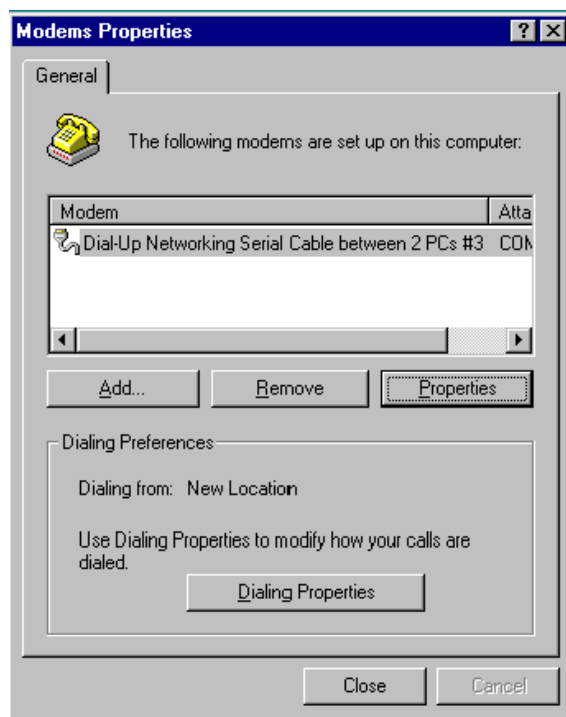 Modems Properties
General
The following modems are set up on this computer:
Modem Atta
Dial-Up Networking Serial Cable between 2 PCs #3 COM
Add... Remove Properties
Dialing Preferences
Dialing from: New Location
Use Dialing Properties to modify how your calls are
dialed.
Dialing Properties
Close Cancel